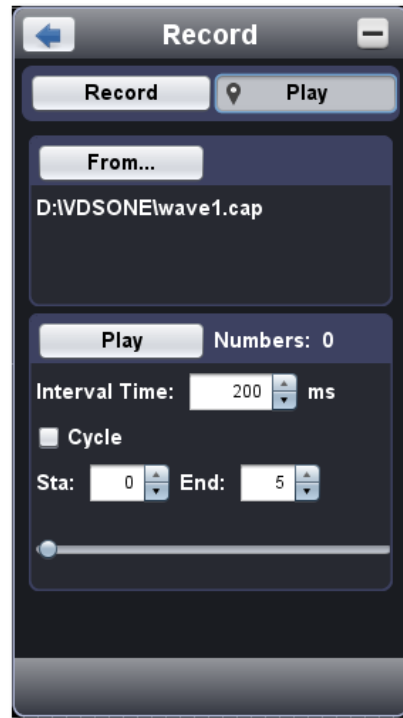 Record
Record Play
From...
D:\VDSONE\wave1.cap
Play Numbers: 0
Interval Time: 200 ms
Cycle
Sta: 0 End: 5